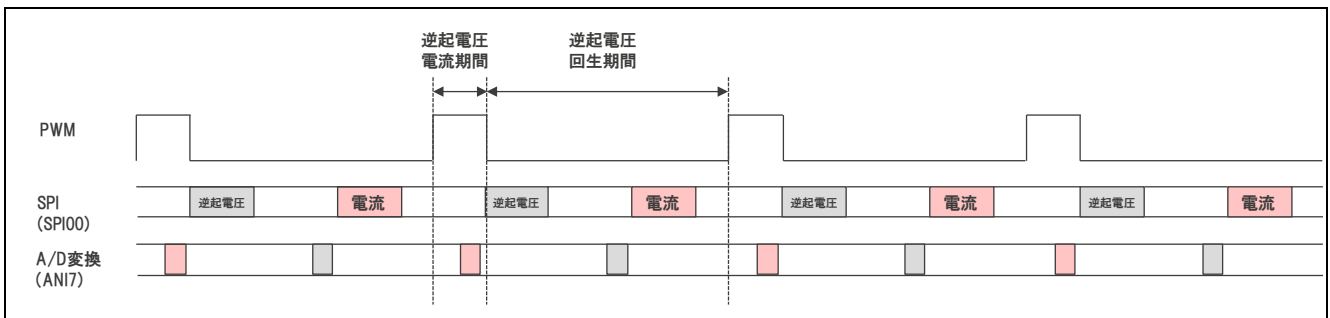 逆起電圧
電流期間
逆起電圧
回生期間
PWM
SPI
(SPI00)
逆起電圧
電流
逆起電圧
電流
逆起電圧
電流
逆起電圧
電流
A/D変換
(ANI7)